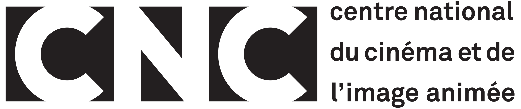 CNC
centre national
du cinéma et de
l'image animée